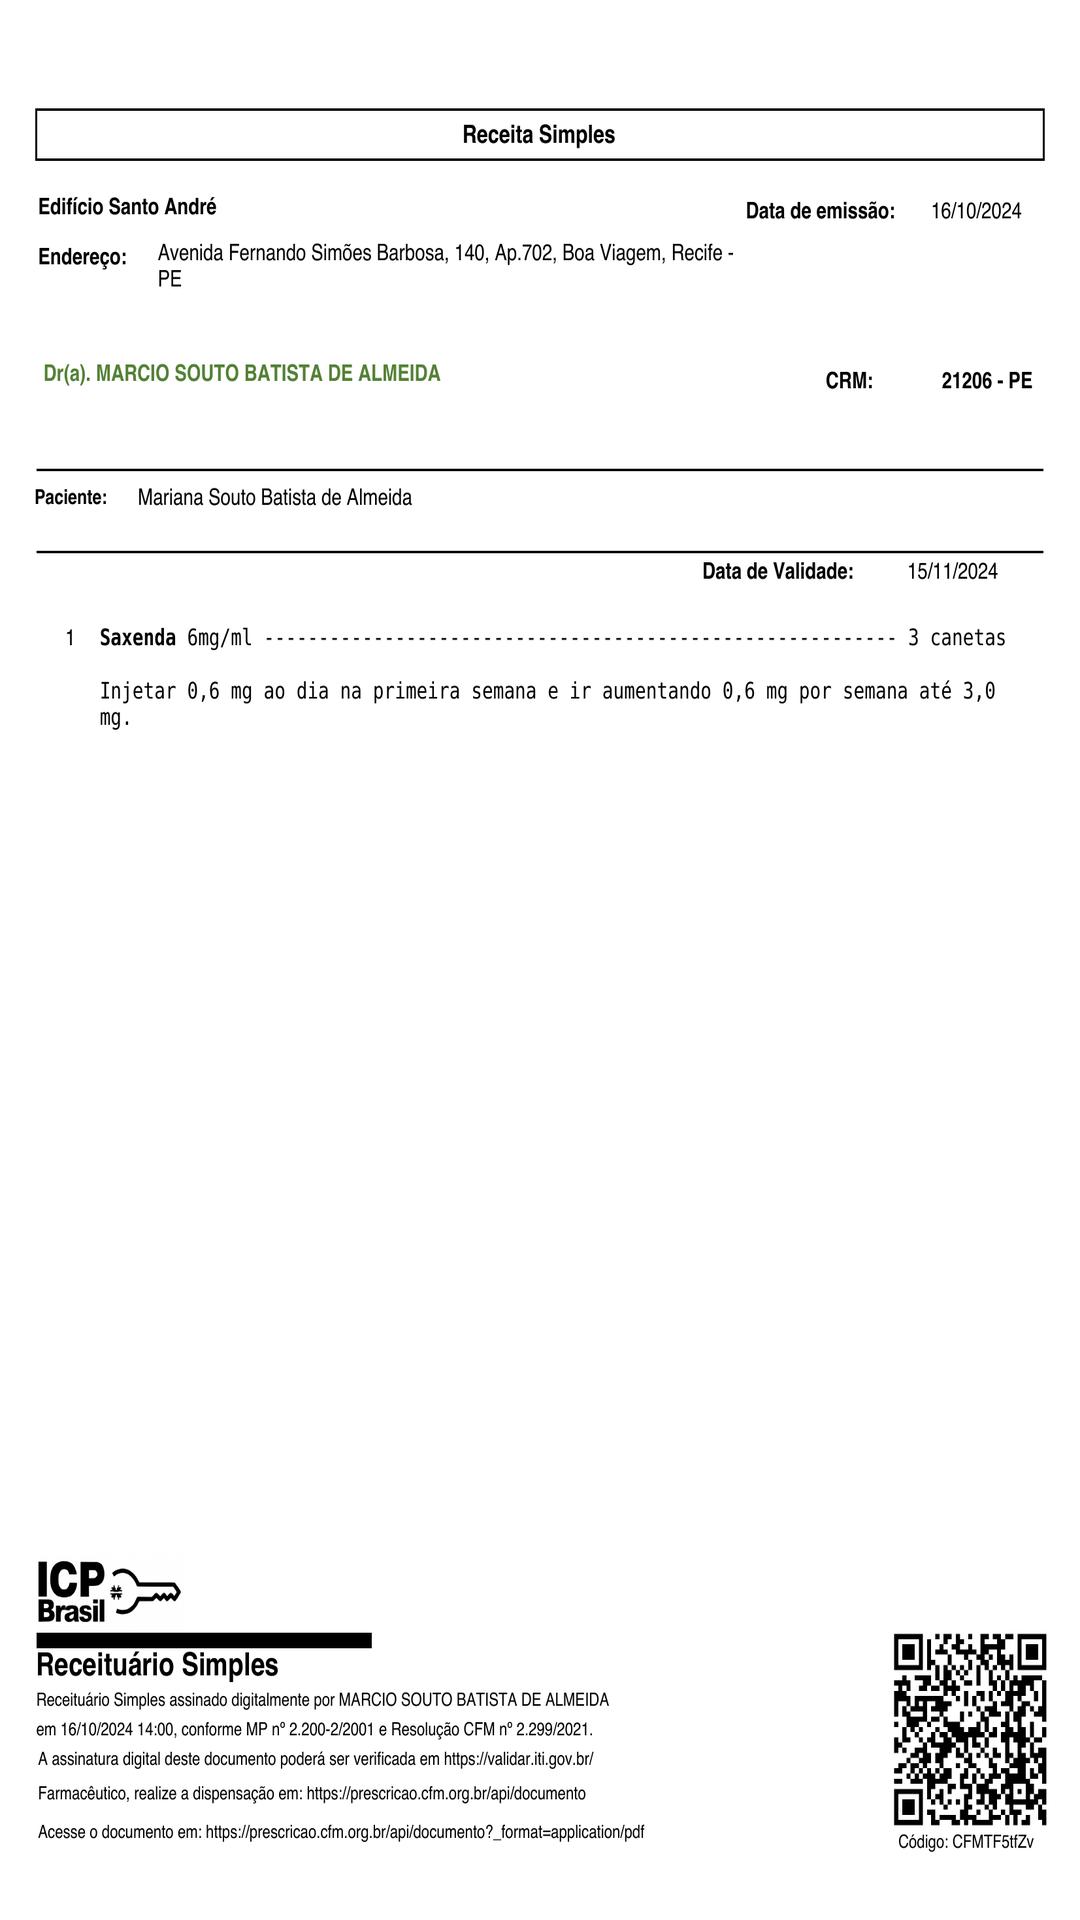 Receita Simples
Edifício Santo André
Data de emissão: 16/10/2024
Endereço: Avenida Fernando Simões Barbosa, 140, Ap.702, Boa Viagem, Recife -
PE
Dr(a). MARCIO SOUTO BATISTA DE ALMEIDA
CRM: 21206 - PE
Paciente: Mariana Souto Batista de Almeida
Data de Validade: 15/11/2024
1 Saxenda 6mg/ml ---------------------------------------------------------- 3 canetas
Injetar 0,6 mg ao dia na primeira semana e ir aumentando 0,6 mg por semana até 3,0
mg.
ICP
Brasil
Receituário Simples
Receituário Simples assinado digitalmente por MARCIO SOUTO BATISTA DE ALMEIDA
em 16/10/2024 14:00, conforme MP nº 2.200-2/2001 e Resolução CFM nº 2.299/2021.
A assinatura digital deste documento poderá ser verificada em https://validar.iti.gov.br/
Farmacêutico, realize a dispensação em: https://prescricao.cfm.org.br/api/documento
Acesse o documento em: https://prescricao.cfm.org.br/api/documento?_format=application/pdf
Código: CFMTF5tfZv